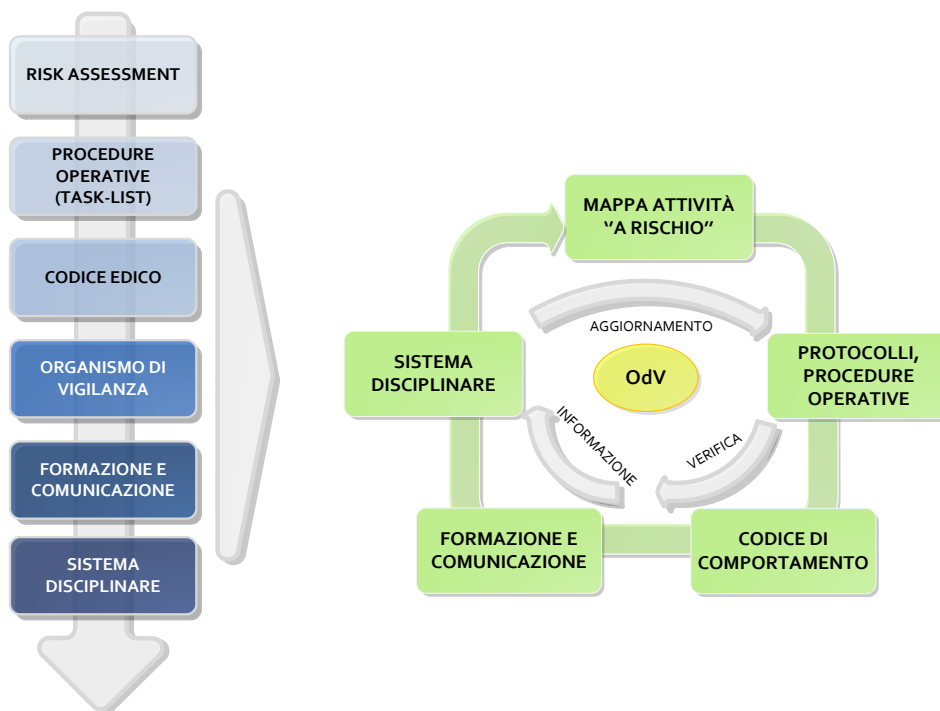 RISK ASSESSMENT
PROCEDURE
OPERATIVE
(TASK-LIST)
CODICE EDICO
ORGANISMO DI
VIGILANZA
FORMAZIONE E
COMUNICAZIONE
SISTEMA
DISCIPLINARE
MAPPA ATTIVITÀ
‘’A RISCHIO’’
AGGIORNAMENTO
SISTEMA
DISCIPLINARE
OdV
PROTOCOLLI,
PROCEDURE
OPERATIVE
INFORMAZIONE
VERIFICA
FORMAZIONE E
COMUNICAZIONE
CODICE DI
COMPORTAMENTO